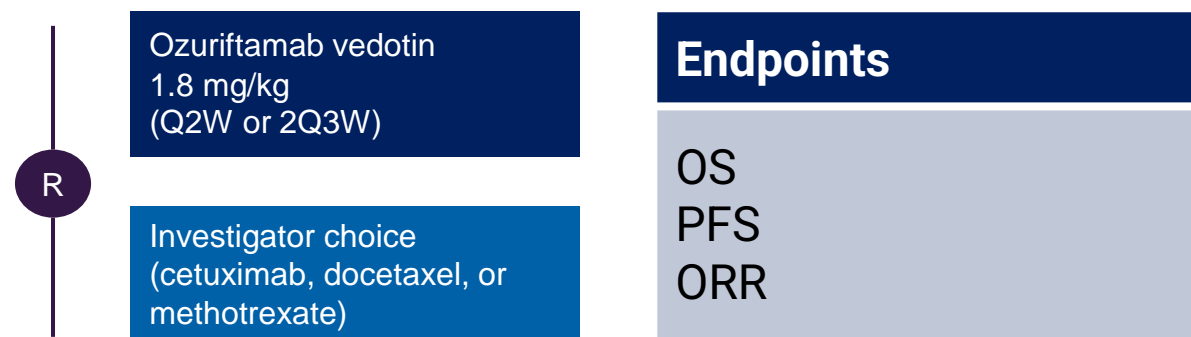 R
Ozuriftamab vedotin
1.8 mg/kg
(Q2W or 2Q3W)
Investigator choice
(cetuximab, docetaxel, or
methotrexate)
Endpoints
OS
PFS
ORR